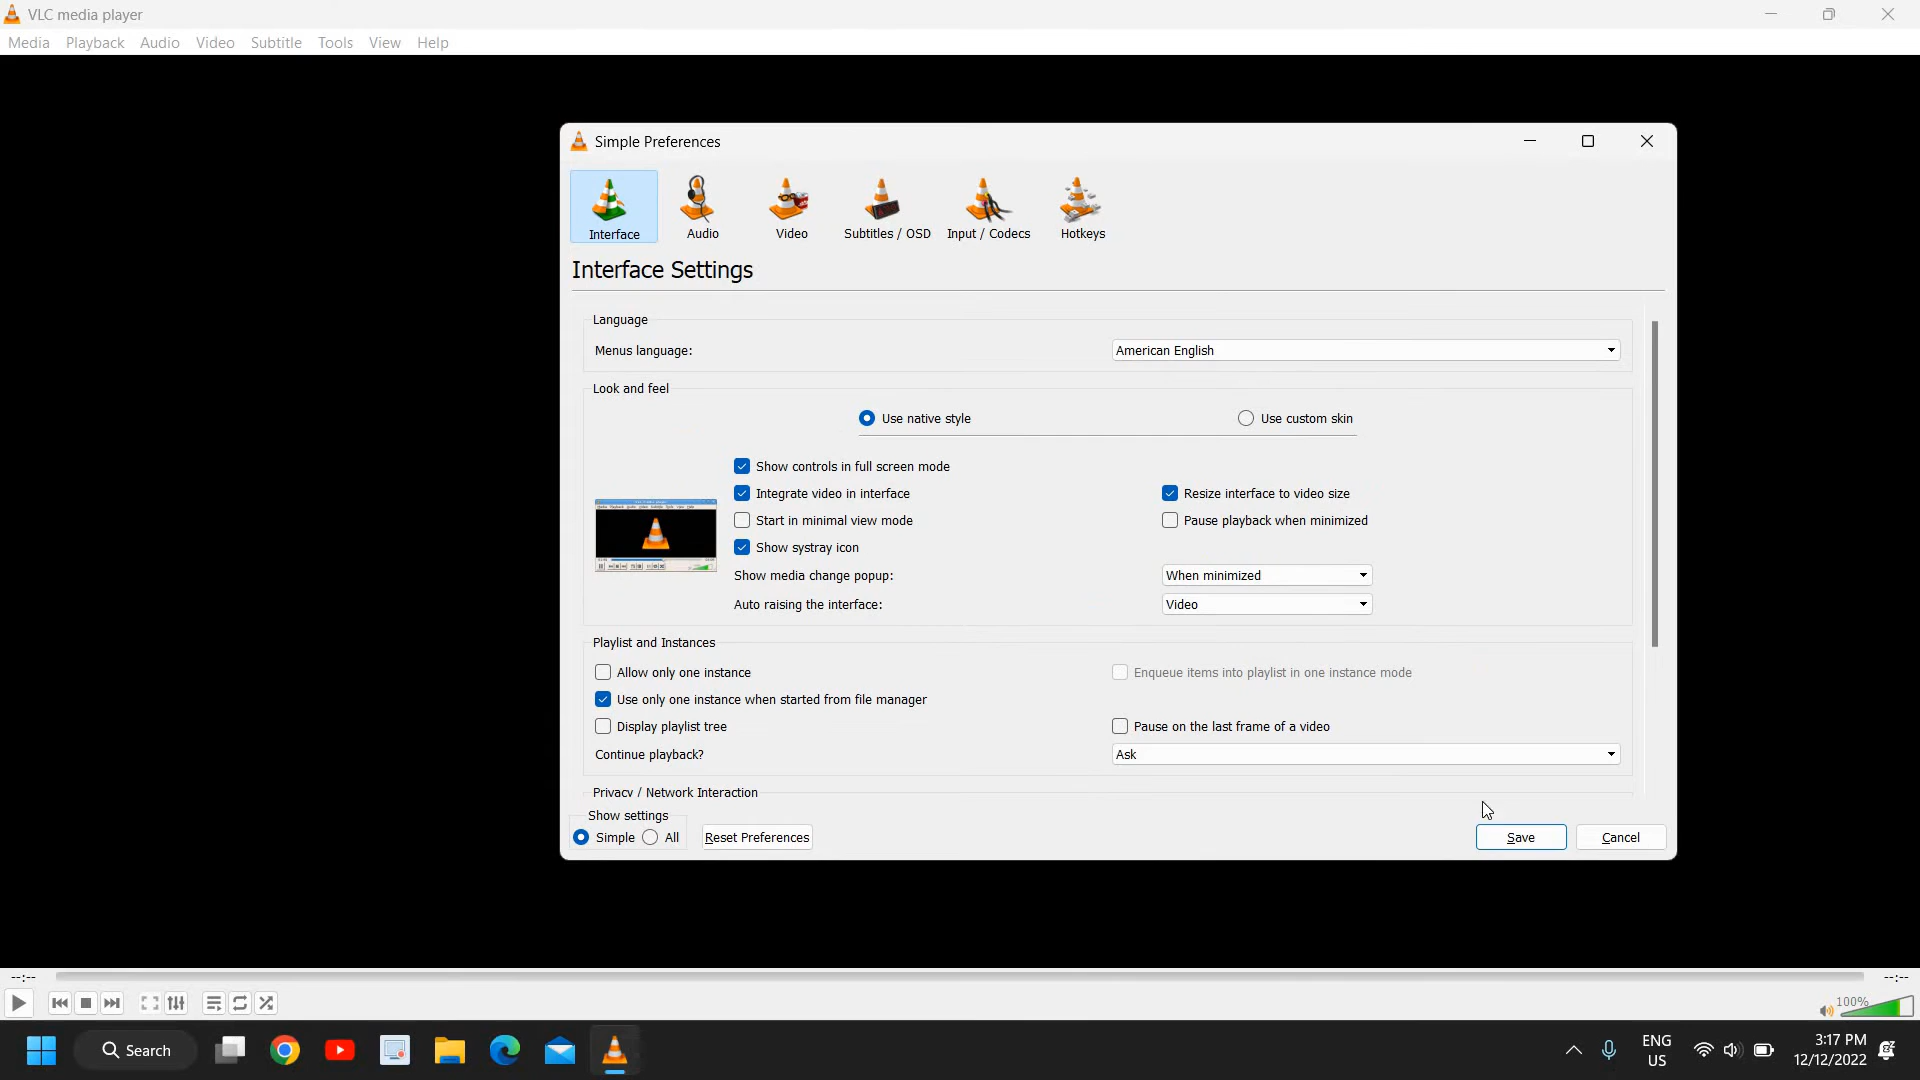 VLC media player
Media Playback Audio Video Subtitle Tools View Help
Simple Preferences
Interface Audio Video Subtitles / OSD Input / Codecs Hotkeys
Interface Settings
Language
Menus language: American English
Look and feel
Use native style Use custom skin
Show controls in full screen mode
Integrate video in interface Resize interface to video size
Start in minimal view mode Pause playback when minimized
Show systray icon
Show media change popup: When minimized
Auto raising the interface: Video
Playlist and Instances
Allow only one instance Enqueue items into playlist in one instance mode
Use only one instance when started from file manager
Display playlist tree Pause on the last frame of a video
Continue playback? Ask
Privacy / Network Interaction
Show settings
Simple All Reset Preferences Save Cancel
--:-- --:--
100%
Search ENG 3:17 PM
US 12/12/2022